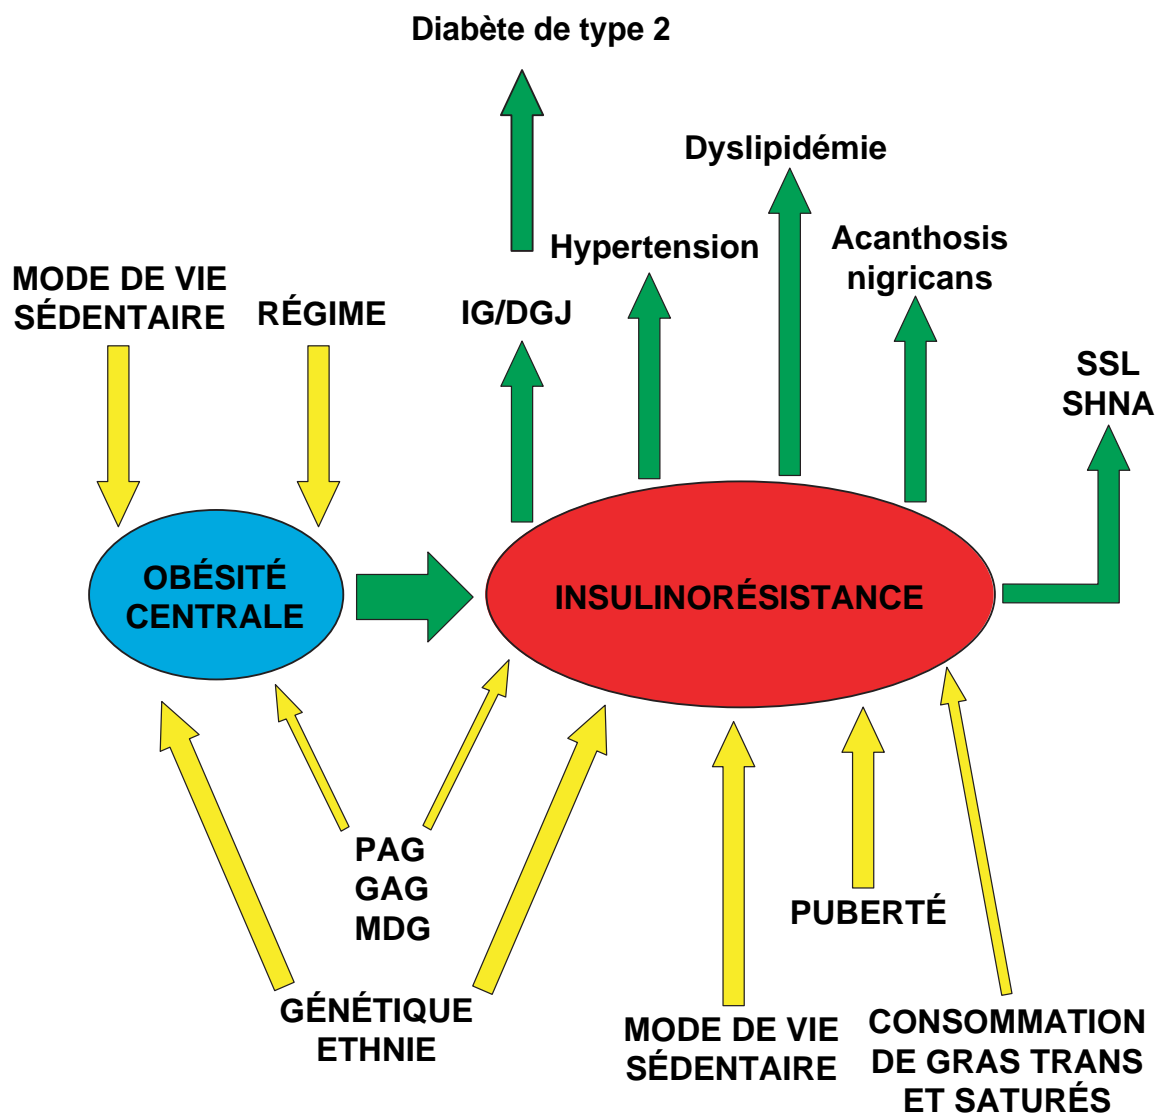 Diabète de type 2
Dyslipidémie
Hypertension
Acanthosis
nigricans
MODE DE VIE
SÉDENTAIRE
RÉGIME
IG/DGJ
SSL
SHNA
OBÉSITÉ
CENTRALE
INSULINORÉSISTANCE
PAG
GAG
MDG
PUBERTÉ
GÉNÉTIQUE
ETHNIE
MODE DE VIE
SÉDENTAIRE
CONSOMMATION
DE GRAS TRANS
ET SATURÉS